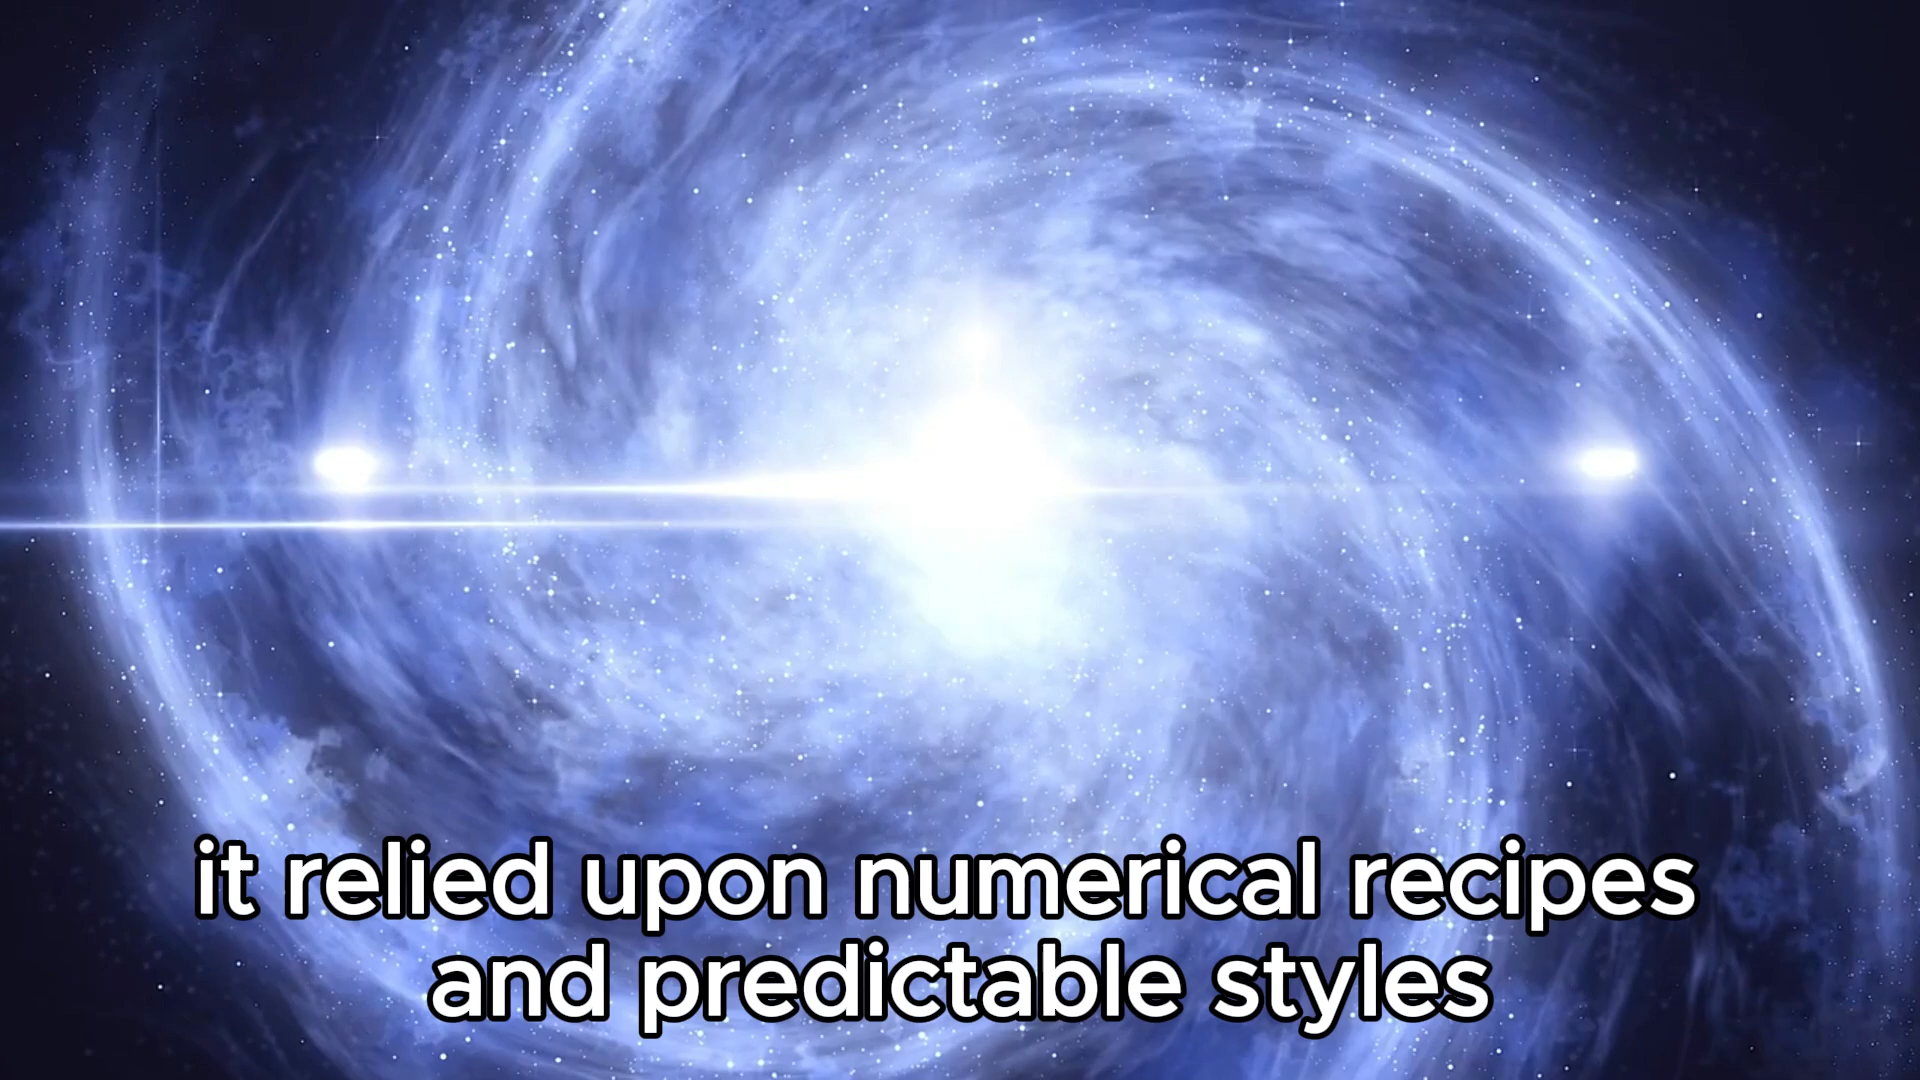 it relied upon numerical recipes
and predictable styles